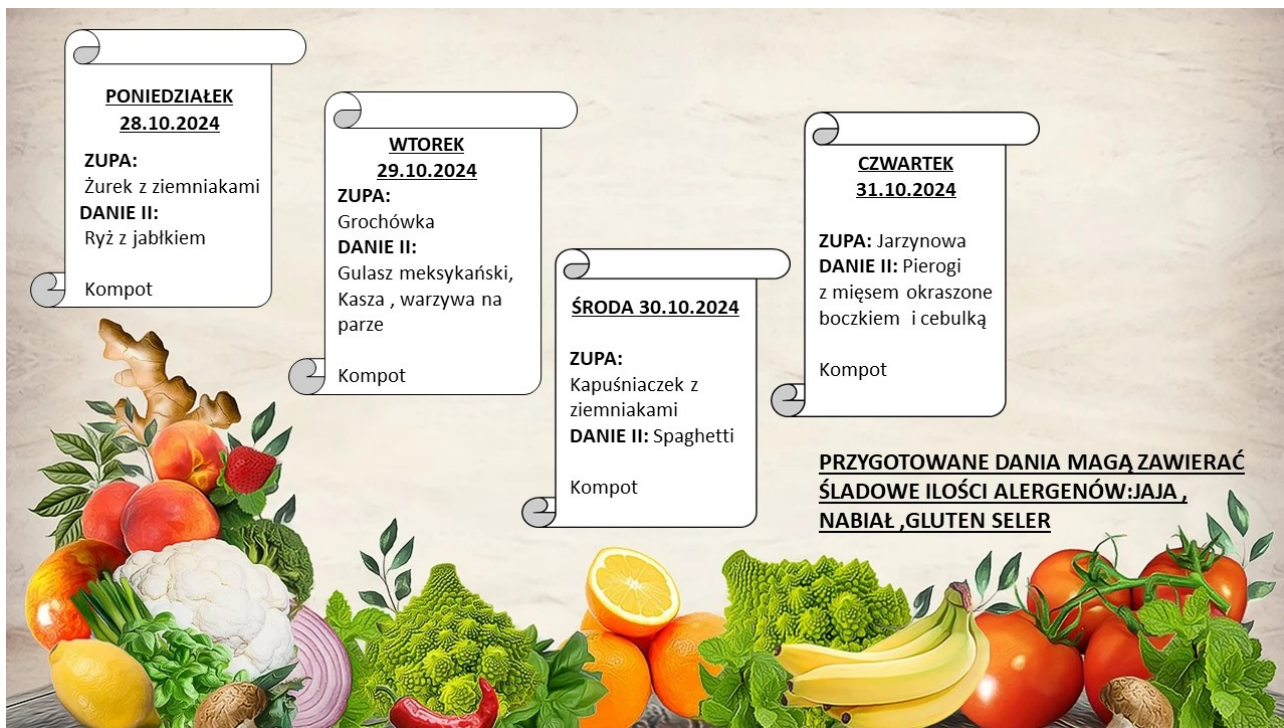 PONIEDZIAŁEK
28.10.2024
ZUPA:
Żurek z ziemniakami
DANIE II:
Ryż z jabłkiem
Kompot
WTOREK
29.10.2024
ZUPA:
Grochówka
DANIE II:
Gulasz meksykański,
Kasza , warzywa na
parze
Kompot
ŚRODA 30.10.2024
ZUPA:
Kapuśniaczek z
ziemniakami
DANIE II: Spaghetti
Kompot
CZWARTEK
31.10.2024
ZUPA: Jarzynowa
DANIE II: Pierogi
z mięsem okraszone
boczkiem i cebulką
Kompot
PRZYGOTOWANE DANIA MAGĄ ZAWIERAĆ
ŚLADOWE ILOŚCI ALERGENÓW:JAJA ,
NABIAŁ ,GLUTEN SELER